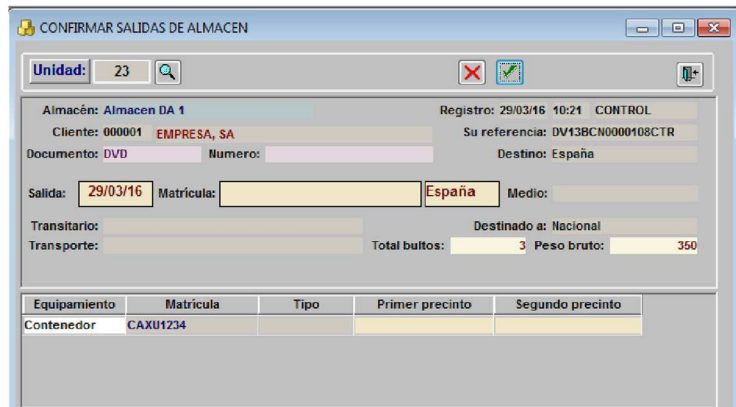 CONFIRMAR SALIDAS DE ALMACEN
Unidad: 23
Almacén: Almacen DA 1 Registro: 29/03/16 10:21 CONTROL
Cliente: 000001 EMPRESA, SA Su referencia: DV13BCN0000108CTR
Documento: DVD Numero: Destino: España
Salida: 29/03/16 Matrícula: España Medio:
Transitario: Destinado a: Nacional
Transporte: Total bultos: 3 Peso bruto: 350
Equipamiento Matricula Tipo Primer precinto Segundo precinto
Contenedor CAXU1234